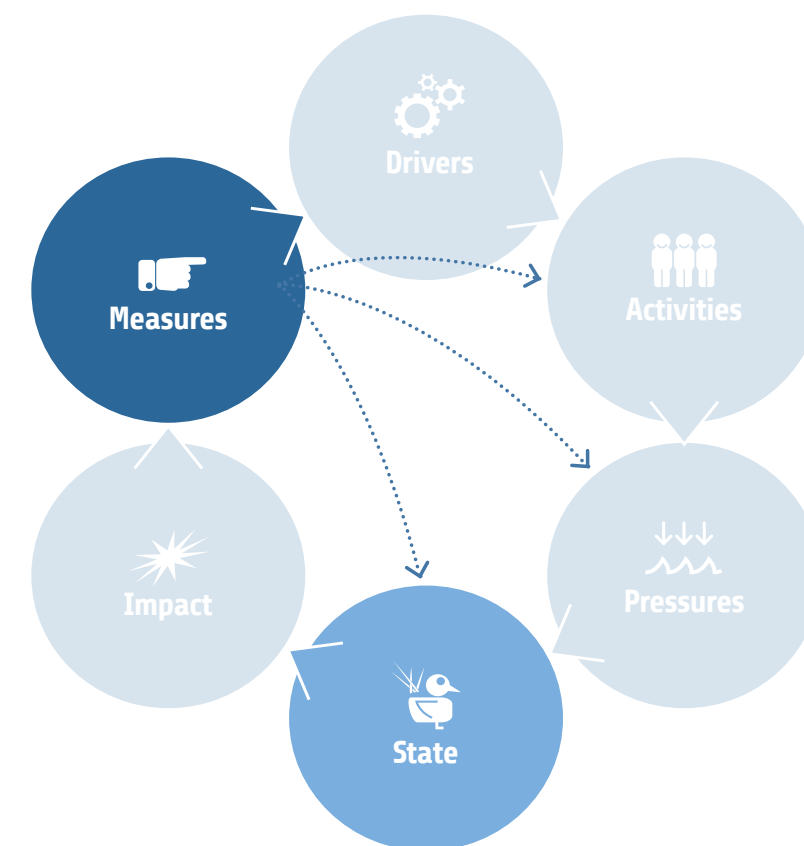 Drivers
Measures
Activities
Impact
Pressures
State